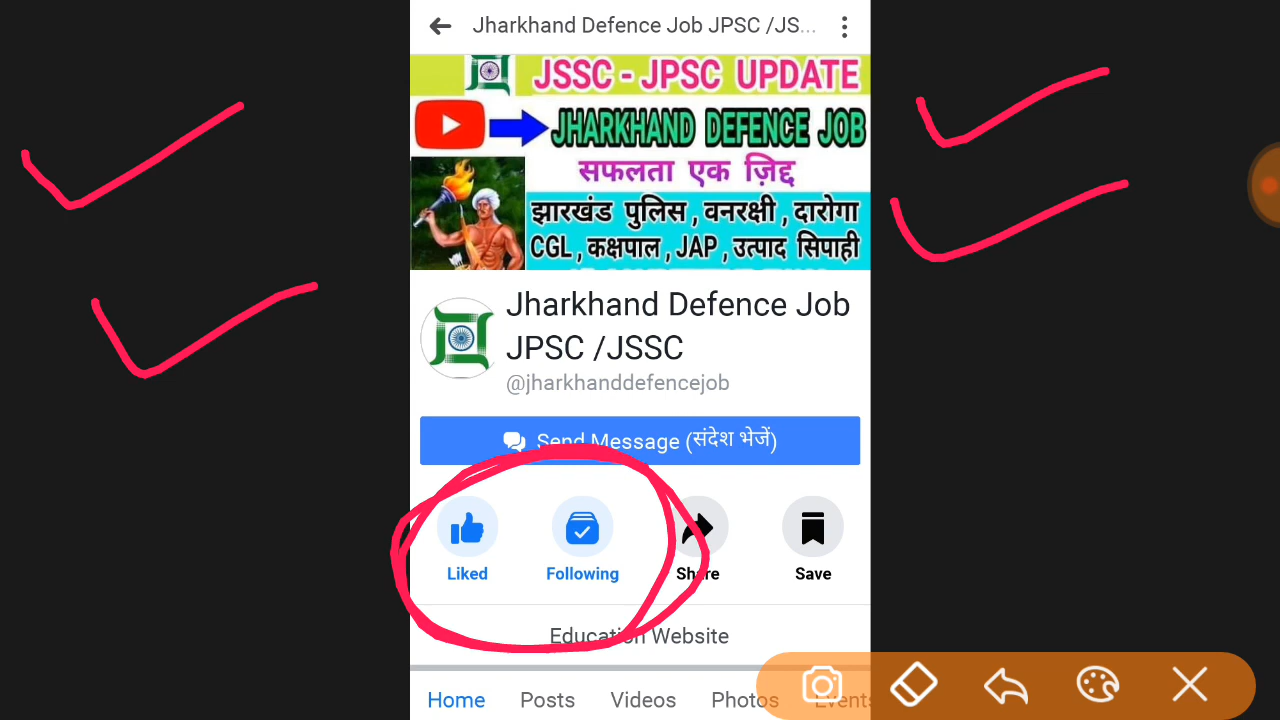 Jharkhand Defence Job JPSC /JS...
JSSC - JPSC UPDATE
JHARKHAND DEFENCE JOB
सफलता एक ज़िद्द
झारखंड पुलिस , वनरक्षी , दारोगा
CGL , कक्षपाल , JAP , उत्पाद सिपाही
Jharkhand Defence Job
JPSC /JSSC
@jharkhanddefencejob
Send Message (संदेश भेजें)
Liked Following Share Save
Education Website
Home Posts Videos Photos Events